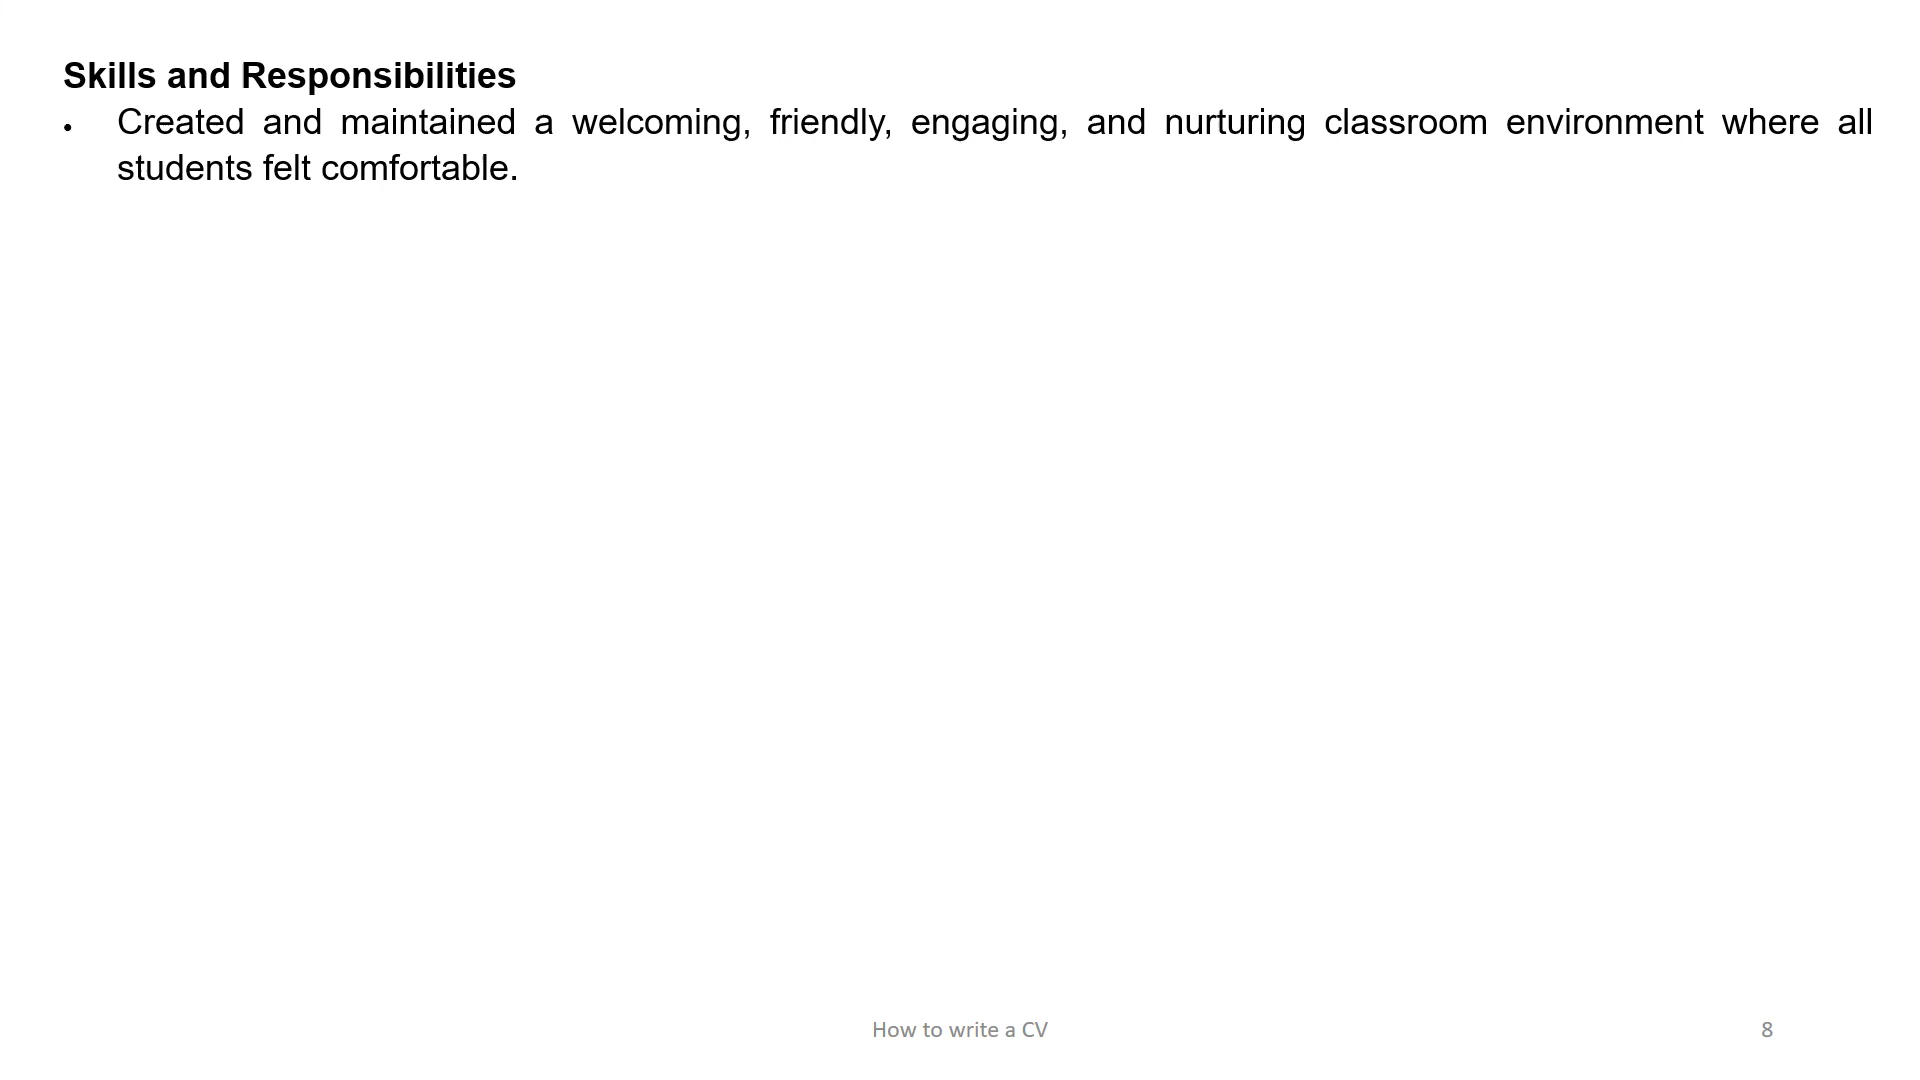 Skills and Responsibilities
• Created and maintained a welcoming, friendly, engaging, and nurturing classroom environment where all
students felt comfortable.
How to write a CV
8